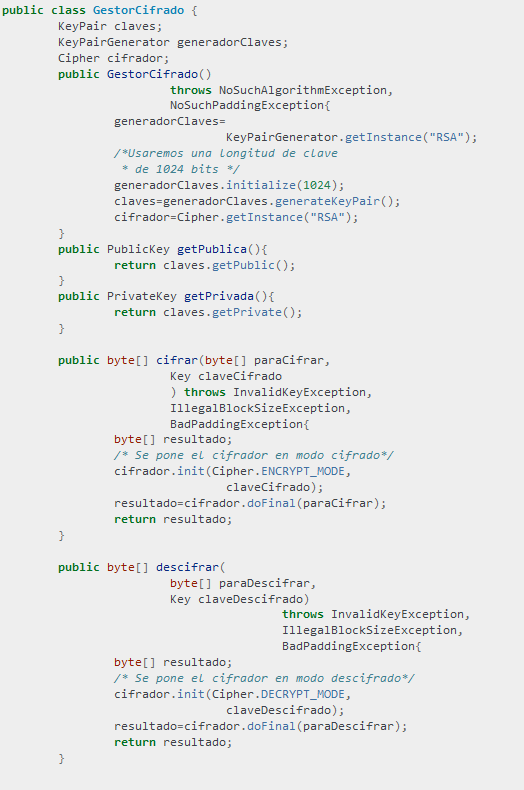 public class GestorCifrado {
        KeyPair claves;
        KeyPairGenerator generadorClaves;
        Cipher cifrador;
        public GestorCifrado()
                        throws NoSuchAlgorithmException,
                        NoSuchPaddingException{
                generadorClaves=
                                KeyPairGenerator.getInstance("RSA");
                /*Usaremos una longitud de clave
                 * de 1024 bits */
                generadorClaves.initialize(1024);
                claves=generadorClaves.generateKeyPair();
                cifrador=Cipher.getInstance("RSA");
        }
        public PublicKey getPublica(){
                return claves.getPublic();
        }
        public PrivateKey getPrivada(){
                return claves.getPrivate();
        }

        public byte[] cifrar(byte[] paraCifrar,
                        Key claveCifrado
                        ) throws InvalidKeyException,
                        IllegalBlockSizeException,
                        BadPaddingException{
                byte[] resultado;
                /* Se pone el cifrador en modo cifrado*/
                cifrador.init(Cipher.ENCRYPT_MODE,
                                claveCifrado);
                resultado=cifrador.doFinal(paraCifrar);
                return resultado;
        }

        public byte[] descifrar(
                        byte[] paraDescifrar,
                        Key claveDescifrado)
                                        throws InvalidKeyException,
                                        IllegalBlockSizeException,
                                        BadPaddingException{
                byte[] resultado;
                /* Se pone el cifrador en modo descifrado*/
                cifrador.init(Cipher.DECRYPT_MODE,
                                claveDescifrado);
                resultado=cifrador.doFinal(paraDescifrar);
                return resultado;
        }